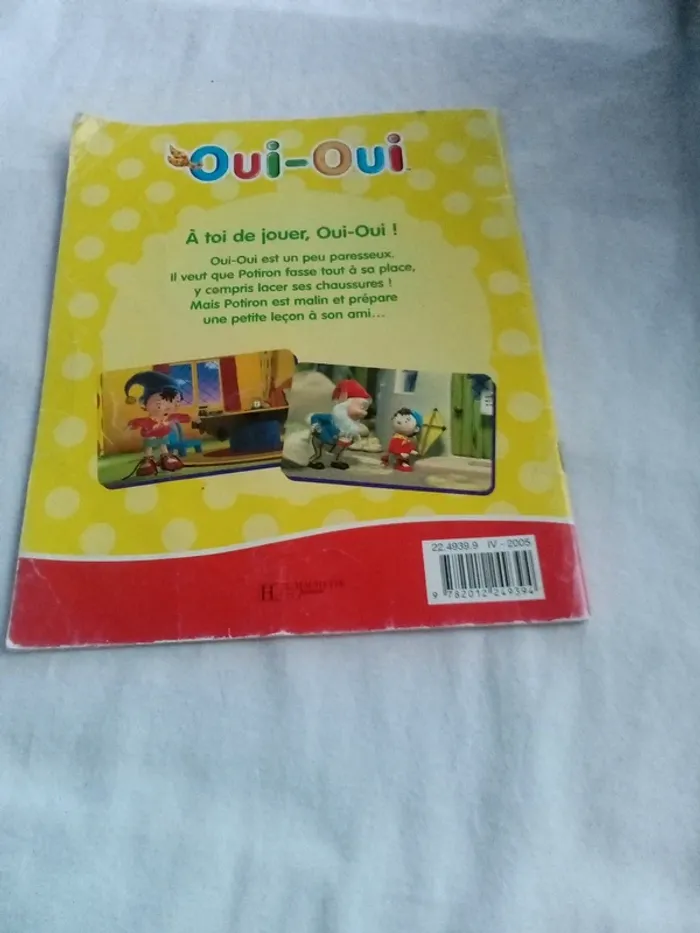 Oui-Oui
À toi de jouer, Oui-Oui !
Oui-Oui est un peu paresseux.
Il veut que Potiron fasse tout à sa place,
y compris lacer ses chaussures !
Mais Potiron est malin et prépare
une petite leçon à son ami...
22.4939.9 IV - 2005
9 782012 249394
H HACHETTE
Jeunesse